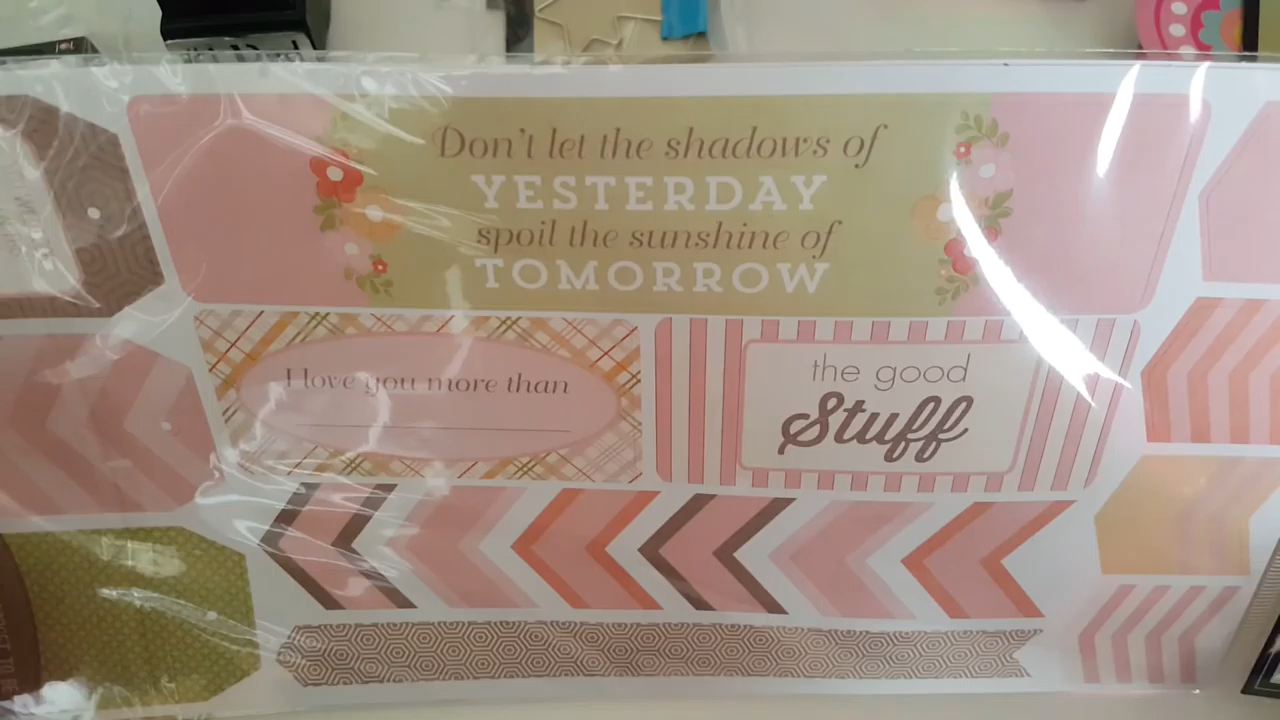 Don't let the shadows of
YESTERDAY
spoil the sunshine of
TOMORROW
I love you more than
the good
Stuff